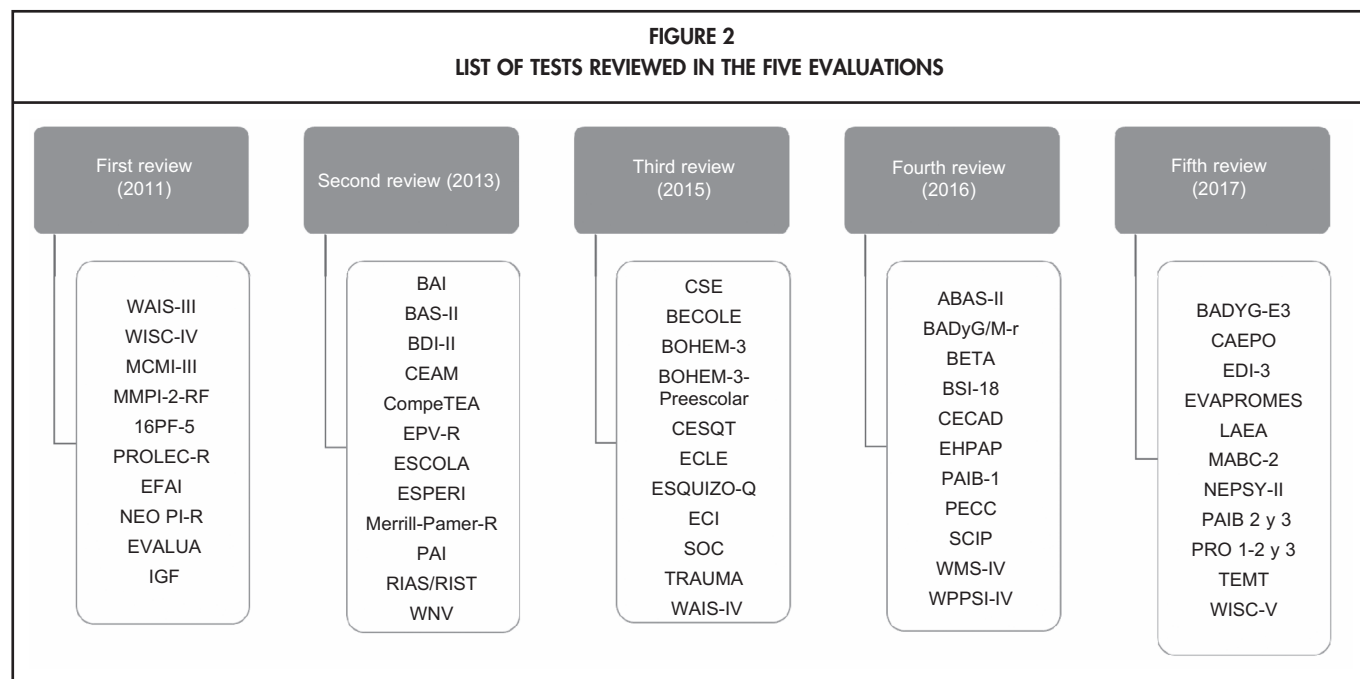 FIGURE 2
LIST OF TESTS REVIEWED IN THE FIVE EVALUATIONS
First review
(2011)
WAIS-III
WISC-IV
MCMI-III
MMPI-2-RF
16PF-5
PROLEC-R
EFAI
NEO PI-R
EVALUA
IGF
Second review (2013)
BAI
BAS-II
BDI-II
CEAM
CompeTEA
EPV-R
ESCOLA
ESPERI
Merrill-Pamer-R
PAI
RIAS/RIST
WNV
Third review
(2015)
CSE
BECOLE
BOHEM-3
BOHEM-3-
Preescolar
CESQT
ECLE
ESQUIZO-Q
ECI
SOC
TRAUMA
WAIS-IV
Fourth review
(2016)
ABAS-II
BADyG/M-r
BETA
BSI-18
CECAD
EHPAP
PAIB-1
PECC
SCIP
WMS-IV
WPPSI-IV
Fifth review
(2017)
BADYG-E3
CAEPO
EDI-3
EVAPROMES
LAEA
MABC-2
NEPSY-II
PAIB 2 y 3
PRO 1-2 y 3
TEMT
WISC-V